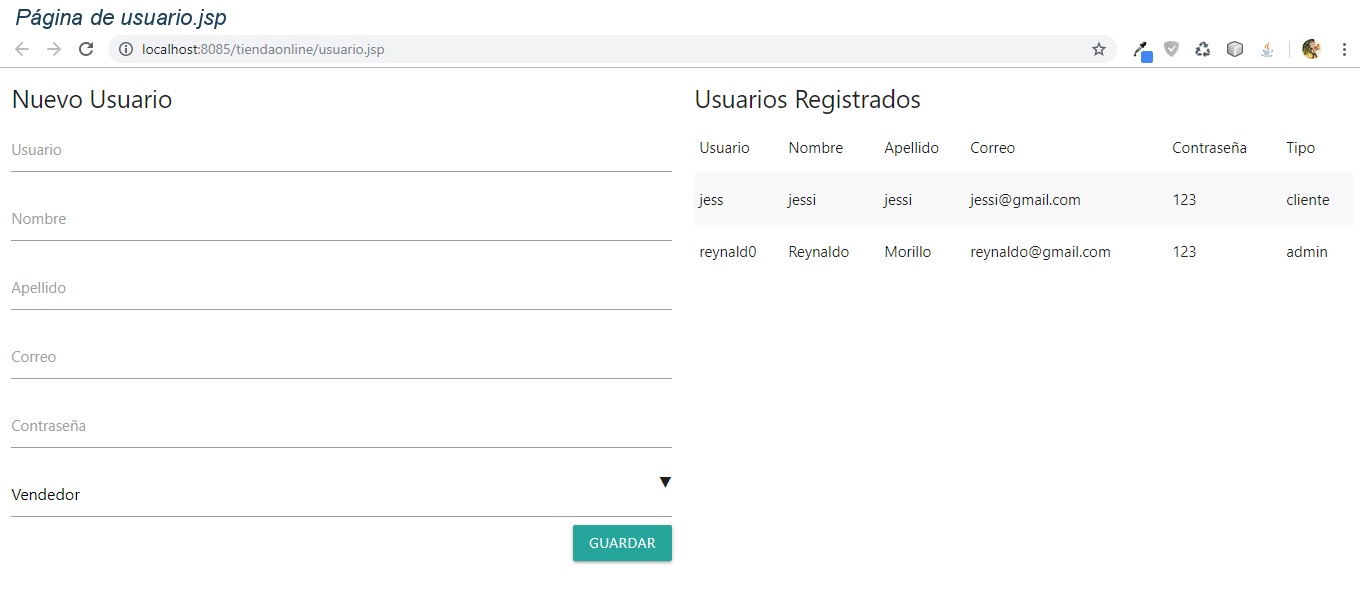 Página de usuario.jsp
localhost:8085/tiendaonline/usuario.jsp
Nuevo Usuario
Usuario
Nombre
Apellido
Correo
Contraseña
Vendedor
GUARDAR
Usuarios Registrados
Usuario Nombre Apellido Correo Contraseña Tipo
jess jessi jessi jessi@gmail.com 123 cliente
reynald0 Reynaldo Morillo reynaldo@gmail.com 123 admin